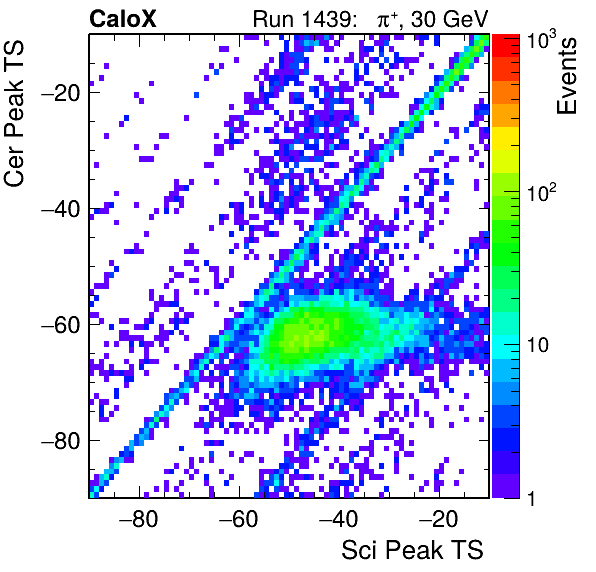 CaloX Run 1439: π⁺, 30 GeV
Cer Peak TS
−20
−40
−60
−80
−80 −60 −40 −20
Sci Peak TS
Events
10³
10²
10
1